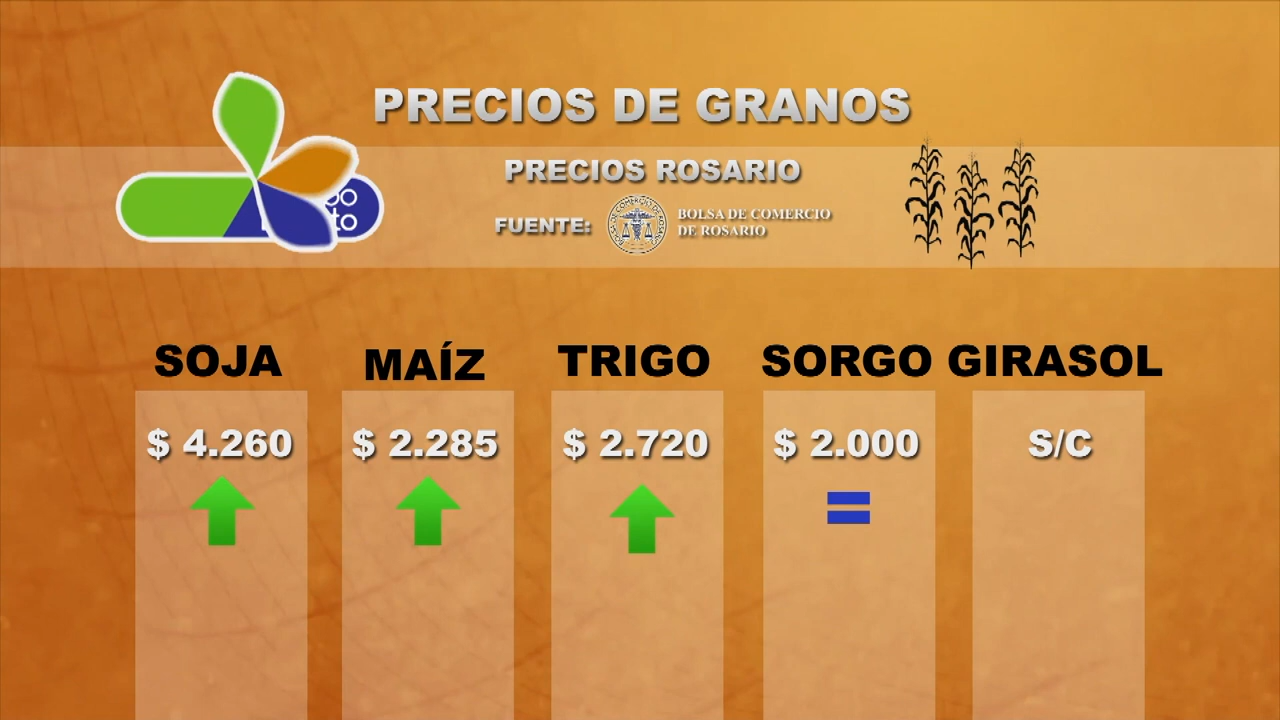 PRECIOS DE GRANOS
PRECIOS ROSARIO
FUENTE:
BOLSA DE COMERCIO
DE ROSARIO
SOJA MAÍZ TRIGO SORGO GIRASOL
$ 4.260 $ 2.285 $ 2.720 $ 2.000 S/C
=